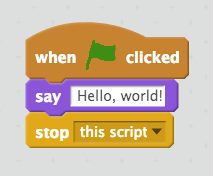 when clicked
say Hello, world!
stop this script